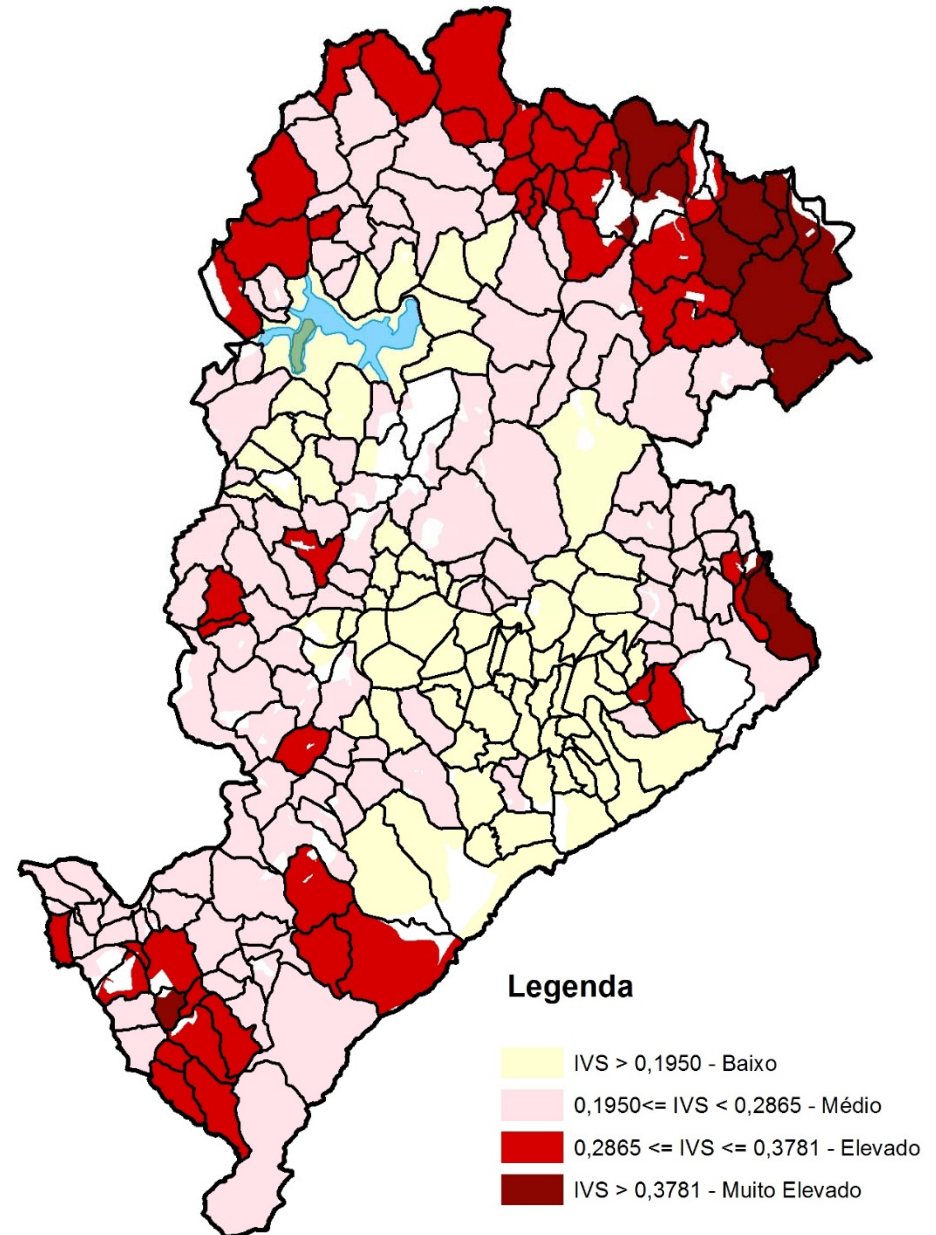 Legenda
IVS > 0,1950 - Baixo
0,1950<= IVS < 0,2865 - Médio
0,2865 <= IVS <= 0,3781 - Elevado
IVS > 0,3781 - Muito Elevado